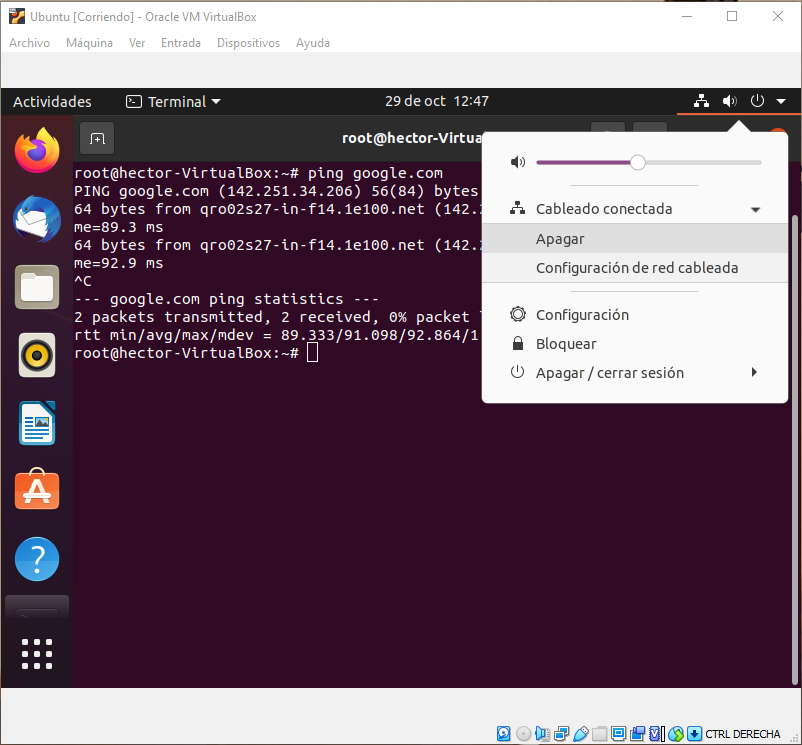 Ubuntu [Corriendo] - Oracle VM VirtualBox
Archivo Máquina Ver Entrada Dispositivos Ayuda
Actividades Terminal 29 de oct 12:47
root@hector-Virtua
root@hector-VirtualBox:~# ping google.com
PING google.com (142.251.34.206) 56(84) bytes
64 bytes from qro02s27-in-f14.1e100.net (142.2
me=89.3 ms
64 bytes from qro02s27-in-f14.1e100.net (142.2
me=92.9 ms
^C
--- google.com ping statistics ---
2 packets transmitted, 2 received, 0% packet l
rtt min/avg/max/mdev = 89.333/91.098/92.864/1
root@hector-VirtualBox:~#
Cableado conectada
Apagar
Configuración de red cableada
Configuración
Bloquear
Apagar / cerrar sesión
CTRL DERECHA